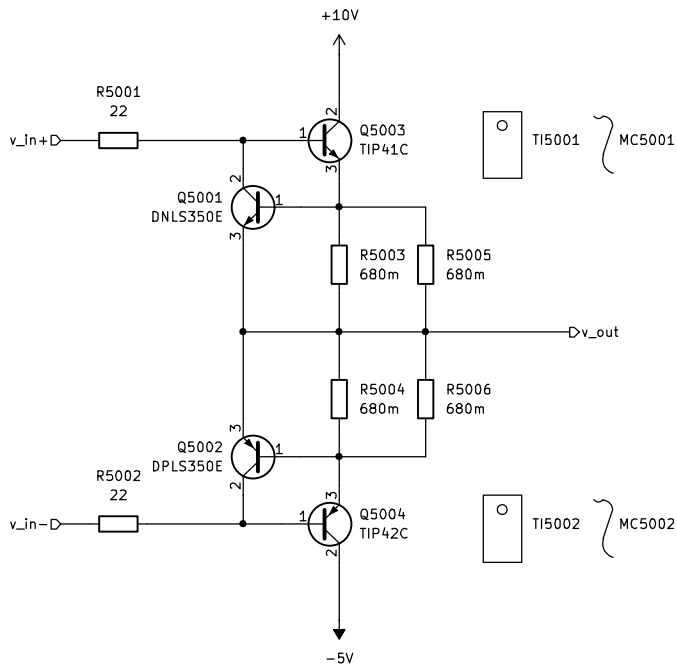 +10V
R5001
22
v_in+
1
2
3
Q5003
TIP41C
TI5001
MC5001
Q5001
DNLS350E
2
1
3
R5003
680m
R5005
680m
v_out
R5004
680m
R5006
680m
Q5002
DPLS350E
3
1
2
R5002
22
v_in-
1
3
2
Q5004
TIP42C
TI5002
MC5002
-5V